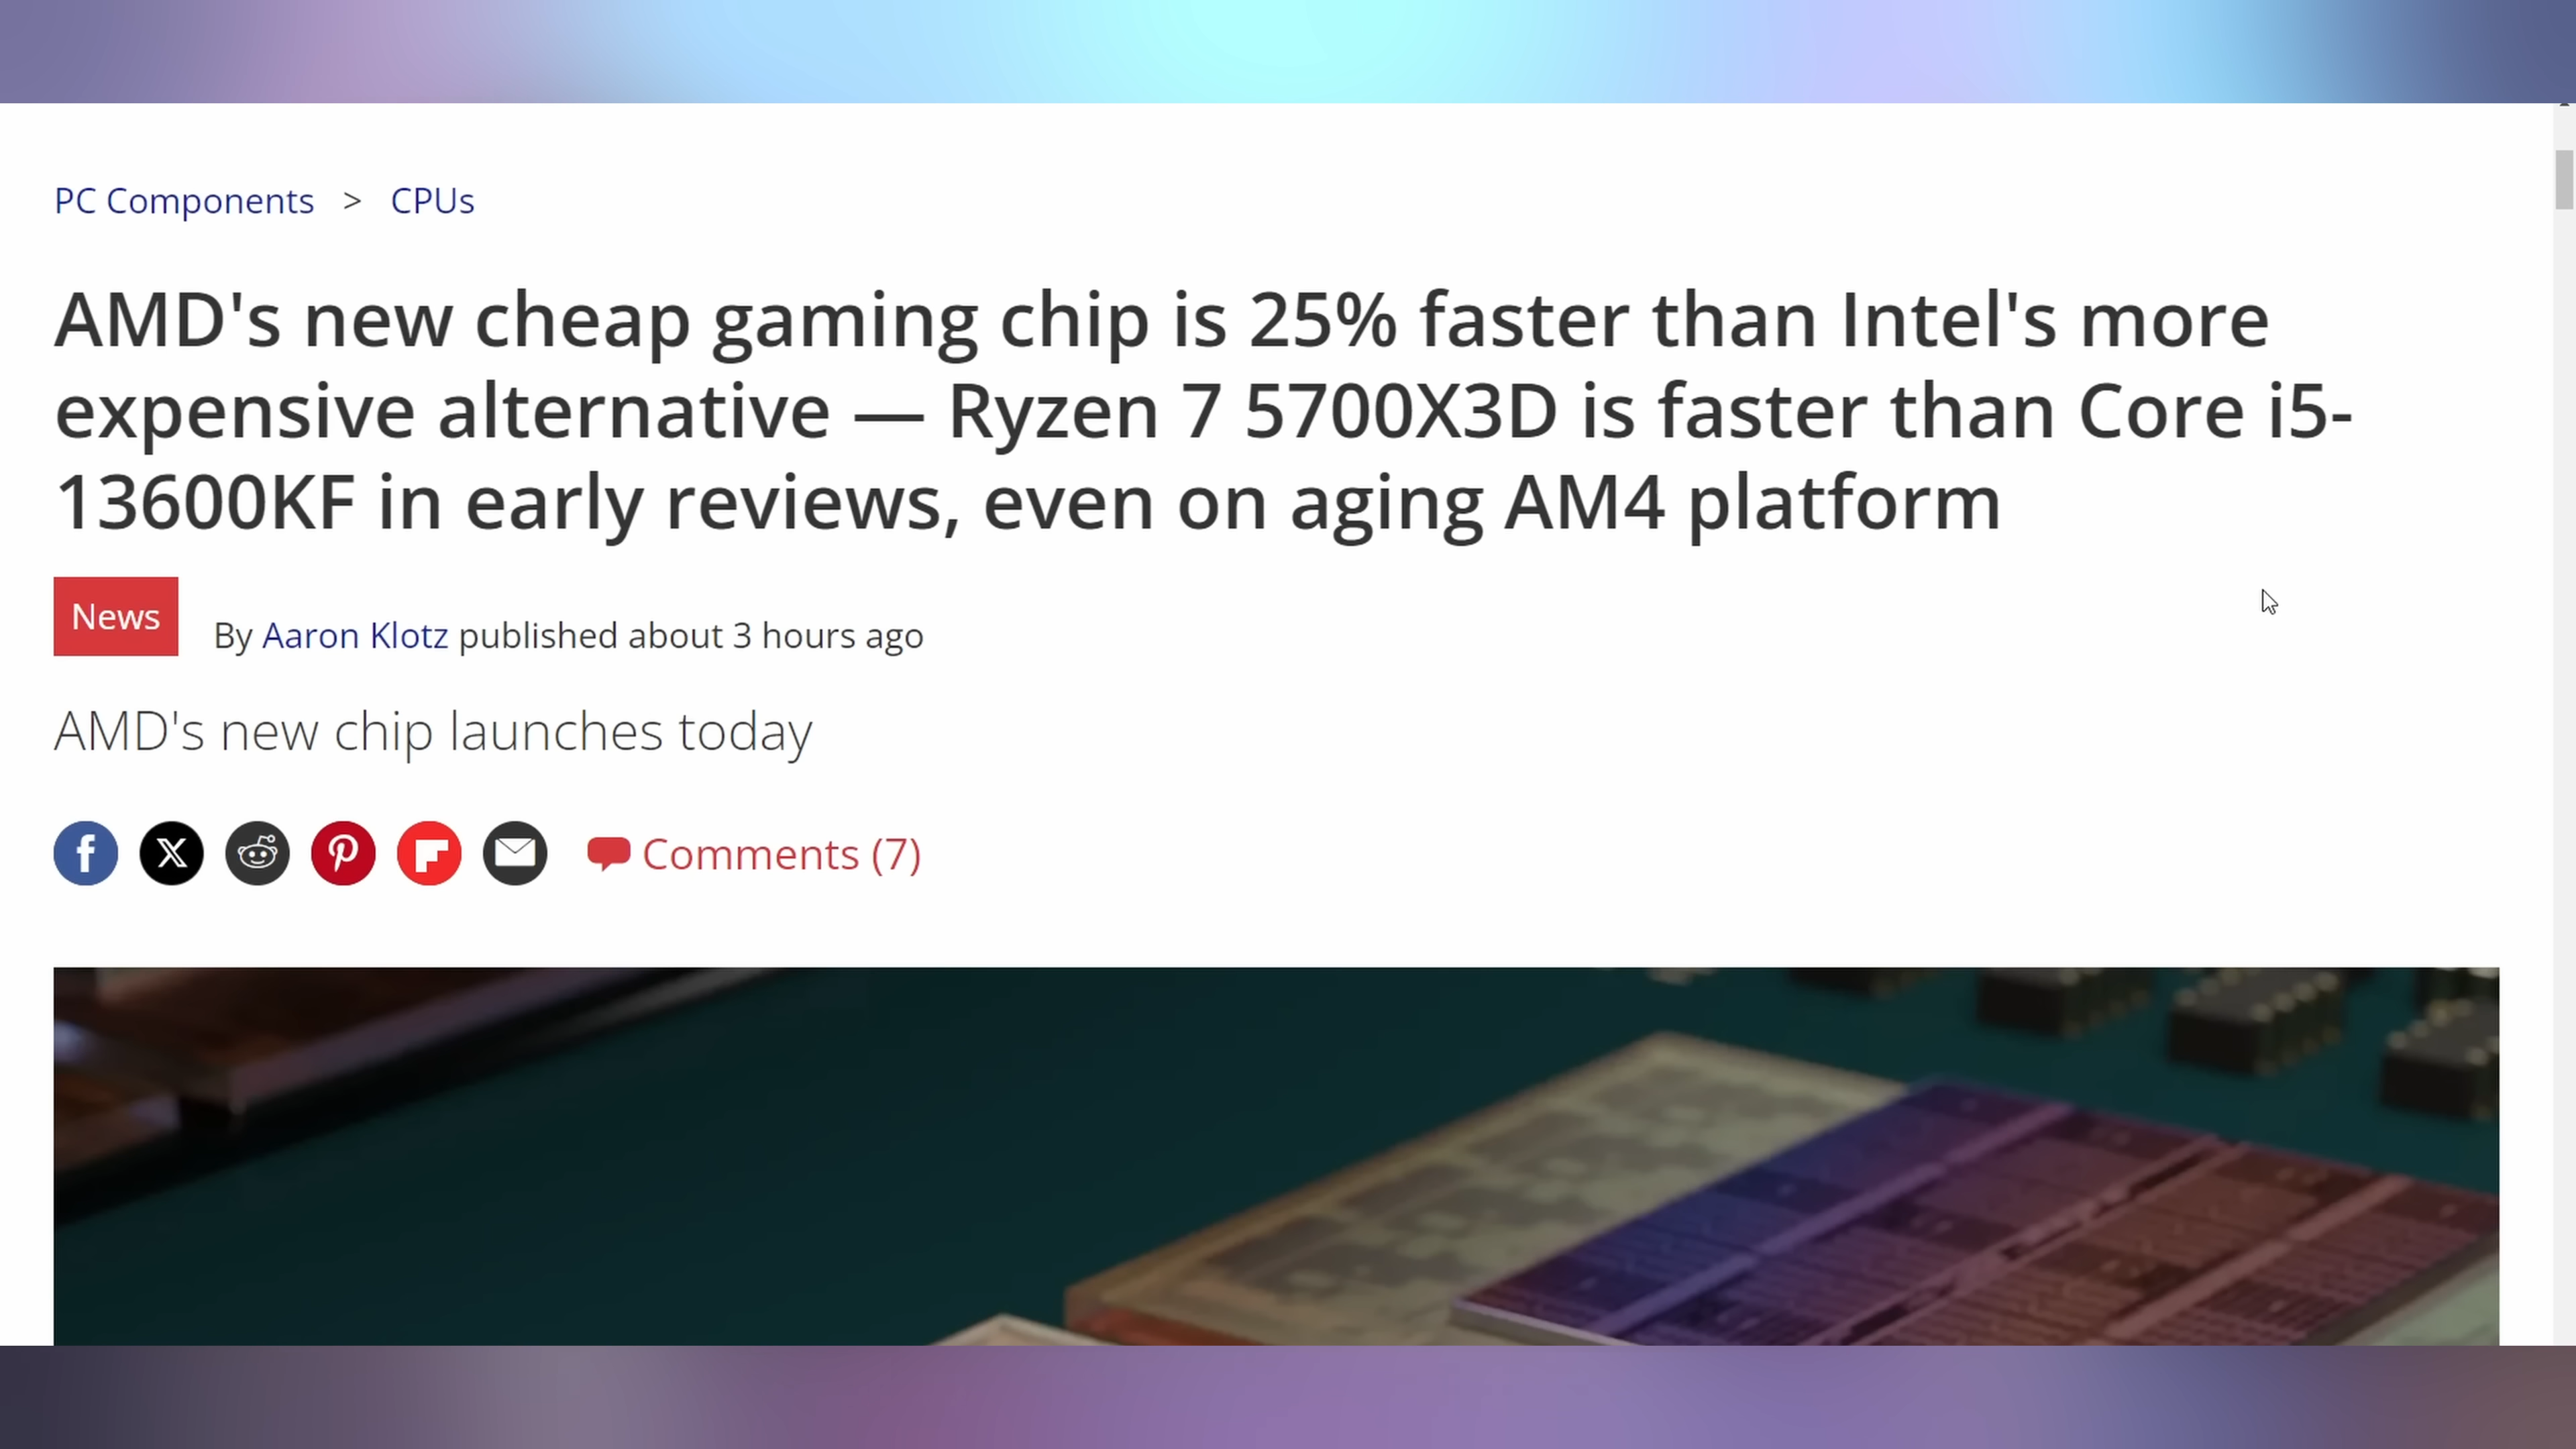 PC Components > CPUs
AMD's new cheap gaming chip is 25% faster than Intel's more
expensive alternative — Ryzen 7 5700X3D is faster than Core i5-
13600KF in early reviews, even on aging AM4 platform
News
By Aaron Klotz published about 3 hours ago
AMD's new chip launches today
Comments (7)